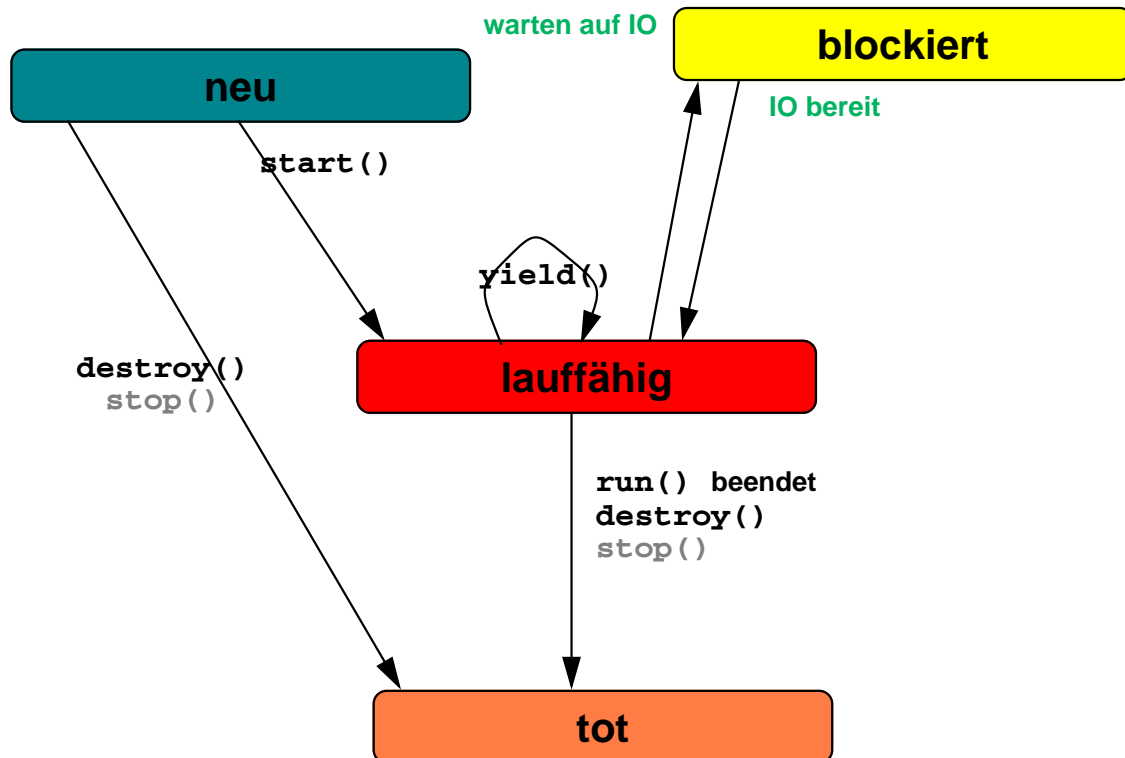 warten auf IO
blockiert
neu
IO bereit
start()
yield()
destroy()
stop()
lauffähig
run() beendet
destroy()
stop()
tot